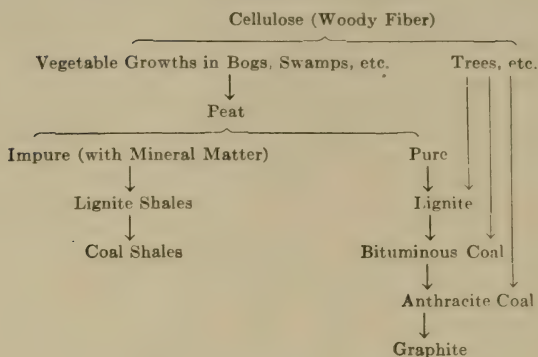 Cellulose (Woody Fiber)
Vegetable Growths in Bogs, Swamps, etc. Trees, etc.
Peat
Impure (with Mineral Matter) Pure
Lignite Shales Lignite
Coal Shales Bituminous Coal
Anthracite Coal
Graphite